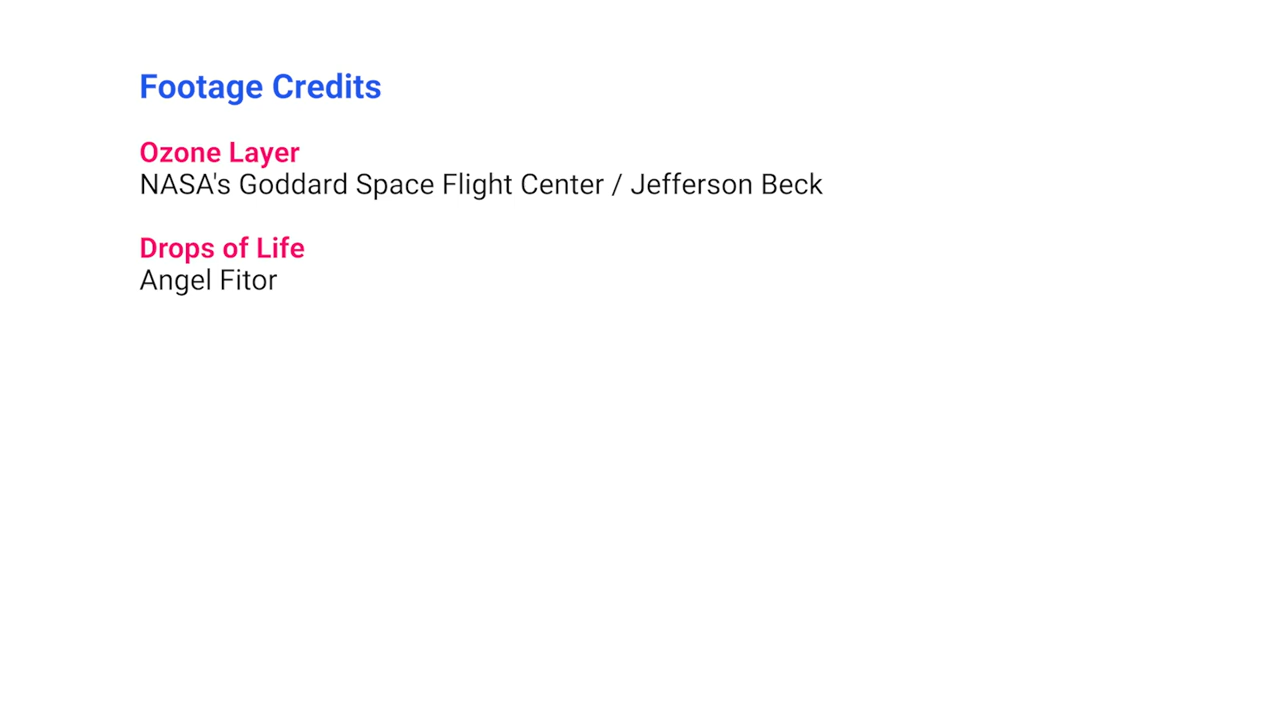 Footage Credits
Ozone Layer
NASA's Goddard Space Flight Center / Jefferson Beck
Drops of Life
Angel Fitor